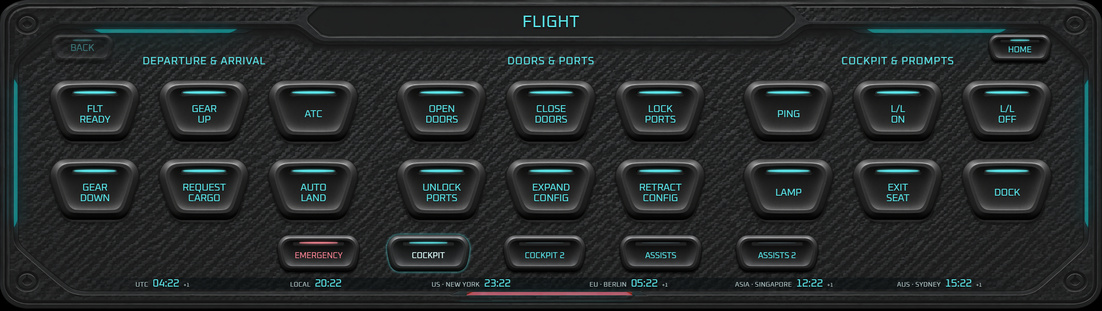 FLIGHT
BACK
HOME
DEPARTURE & ARRIVAL
DOORS & PORTS
COCKPIT & PROMPTS
FLT
READY
GEAR
UP
ATC
OPEN
DOORS
CLOSE
DOORS
LOCK
PORTS
PING
L/L
ON
L/L
OFF
GEAR
DOWN
REQUEST
CARGO
AUTO
LAND
UNLOCK
PORTS
EXPAND
CONFIG
RETRACT
CONFIG
LAMP
EXIT
SEAT
DOCK
EMERGENCY
COCKPIT
COCKPIT 2
ASSISTS
ASSISTS 2
UTC 04:22 +1
LOCAL 20:22
US · NEW YORK 23:22
EU · BERLIN 05:22 +1
ASIA · SINGAPORE 12:22 +1
AUS · SYDNEY 15:22 +1